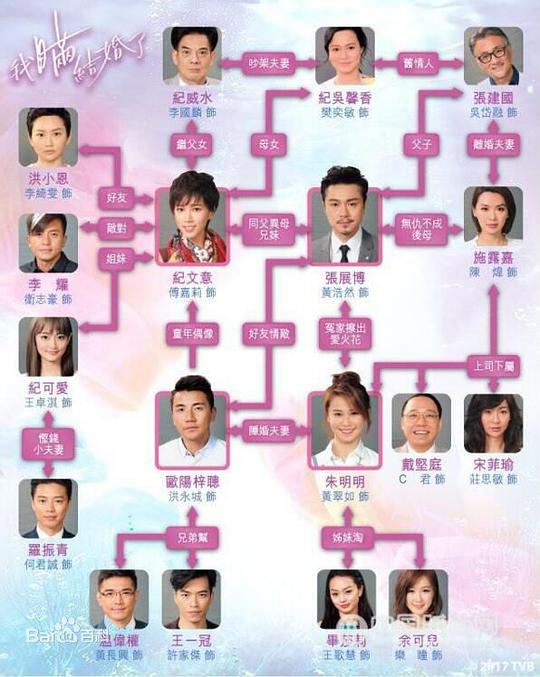 我瞞結婚了
吵架夫妻
舊情人
紀威水
李國麟 飾
紀吳馨香
樊奕敏 飾
張建國
吳岱融 飾
繼父女
母女
父子
離婚夫妻
洪小恩
李綺雯 飾
好友
敵對
姐妹
同父異母
兄妹
無仇不成
後母
李 耀
衛志豪 飾
紀文意
傅嘉莉 飾
張展博
黃浩然 飾
施露嘉
陳 煒 飾
紀可愛
王卓淇 飾
童年偶像
好友情敵
冤家擦出
愛火花
上司下屬
慳錢
小夫妻
歐陽梓聰
洪永城 飾
隱婚夫妻
朱明明
黃翠如 飾
戴堅庭
C 君 飾
宋菲瑜
莊思敏 飾
羅振青
何君誠 飾
兄弟幫
姊妹淘
溫偉權
黃長興 飾
王一冠
許家傑 飾
畢莎莉
王歌慧 飾
余可兒
樂 瞳 飾
Baidu百科
© 2017 TVB